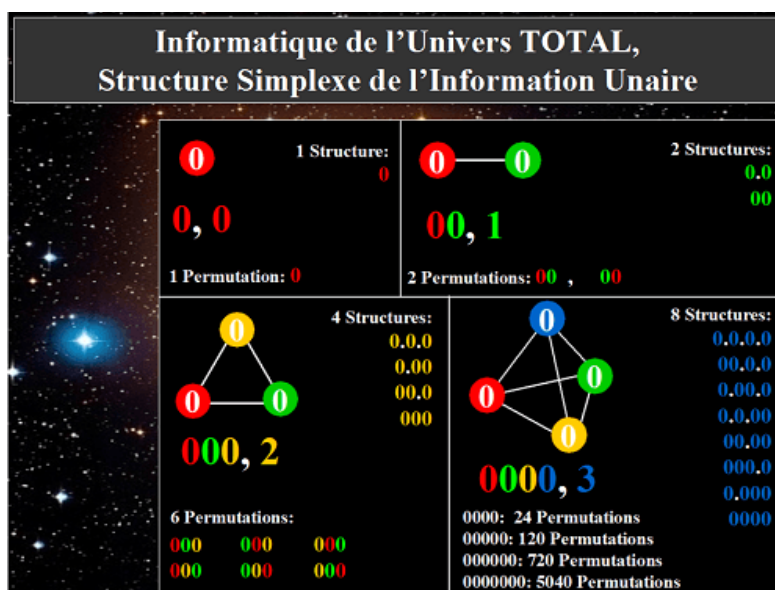 Informatique de l'Univers TOTAL,
Structure Simplexe de l'Information Unaire
0
1 Structure:
0
0, 0
1 Permutation: 0
0 0
2 Structures:
0.0
00
00, 1
2 Permutations: 00 , 00
0
0 0
4 Structures:
0.0.0
0.00
00.0
000
000, 2
6 Permutations:
000 000 000
000 000 000
0
0
0
0
8 Structures:
0.0.0.0
00.0.0
0.00.0
0.0.00
00.00
000.0
0.000
0000
0000, 3
0000: 24 Permutations
00000: 120 Permutations
000000: 720 Permutations
0000000: 5040 Permutations